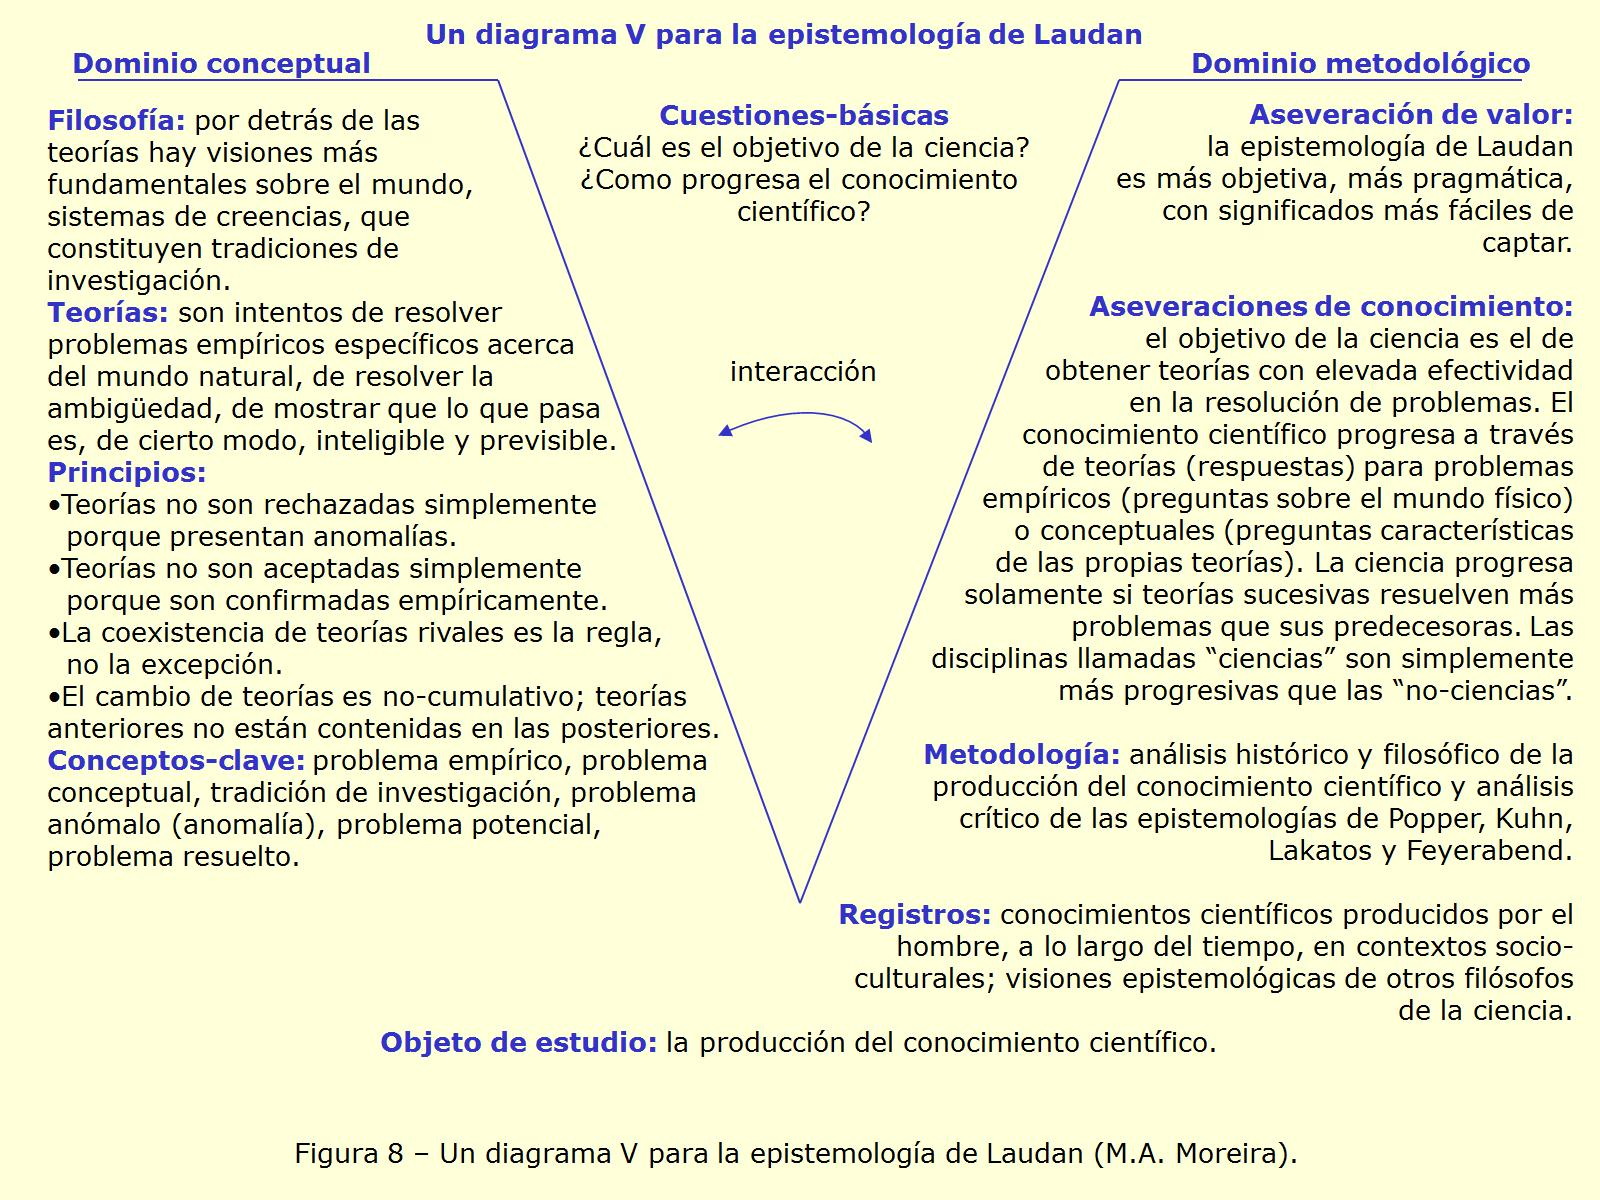 Un diagrama V para la epistemología de Laudan
Dominio conceptual
Filosofía: por detrás de las
teorías hay visiones más
fundamentales sobre el mundo,
sistemas de creencias, que
constituyen tradiciones de
investigación.
Teorías: son intentos de resolver
problemas empíricos específicos acerca
del mundo natural, de resolver la
ambigüedad, de mostrar que lo que pasa
es, de cierto modo, inteligible y previsible.
Principios:
•Teorías no son rechazadas simplemente
porque presentan anomalías.
•Teorías no son aceptadas simplemente
porque son confirmadas empíricamente.
•La coexistencia de teorías rivales es la regla,
no la excepción.
•El cambio de teorías es no-cumulativo; teorías
anteriores no están contenidas en las posteriores.
Conceptos-clave: problema empírico, problema
conceptual, tradición de investigación, problema
anómalo (anomalía), problema potencial,
problema resuelto.
Cuestiones-básicas
¿Cuál es el objetivo de la ciencia?
¿Como progresa el conocimiento
científico?
interacción
Dominio metodológico
Aseveración de valor:
la epistemología de Laudan
es más objetiva, más pragmática,
con significados más fáciles de
captar.
Aseveraciones de conocimiento:
el objetivo de la ciencia es el de
obtener teorías con elevada efectividad
en la resolución de problemas. El
conocimiento científico progresa a través
de teorías (respuestas) para problemas
empíricos (preguntas sobre el mundo físico)
o conceptuales (preguntas características
de las propias teorías). La ciencia progresa
solamente si teorías sucesivas resuelven más
problemas que sus predecesoras. Las
disciplinas llamadas “ciencias” son simplemente
más progresivas que las “no-ciencias”.
Metodología: análisis histórico y filosófico de la
producción del conocimiento científico y análisis
crítico de las epistemologías de Popper, Kuhn,
Lakatos y Feyerabend.
Registros: conocimientos científicos producidos por el
hombre, a lo largo del tiempo, en contextos socio-
culturales; visiones epistemológicas de otros filósofos
de la ciencia.
Objeto de estudio: la producción del conocimiento científico.
Figura 8 – Un diagrama V para la epistemología de Laudan (M.A. Moreira).